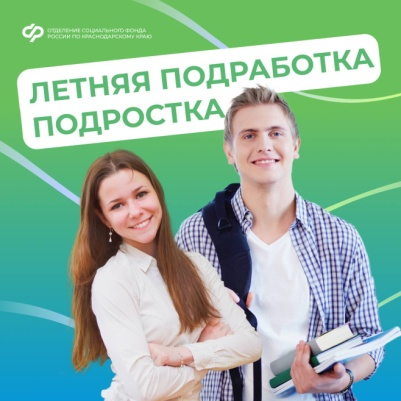 ОТДЕЛЕНИЕ СОЦИАЛЬНОГО ФОНДА
РОССИИ ПО КРАСНОДАРСКОМУ КРАЮ
ЛЕТНЯЯ ПОДРАБОТКА
ПОДРОСТКА